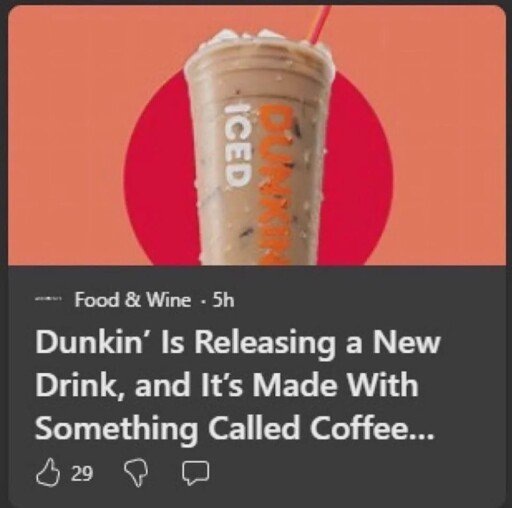 ICED
DUNKIN'
Food & Wine · 5h
Dunkin’ Is Releasing a New
Drink, and It’s Made With
Something Called Coffee...
29